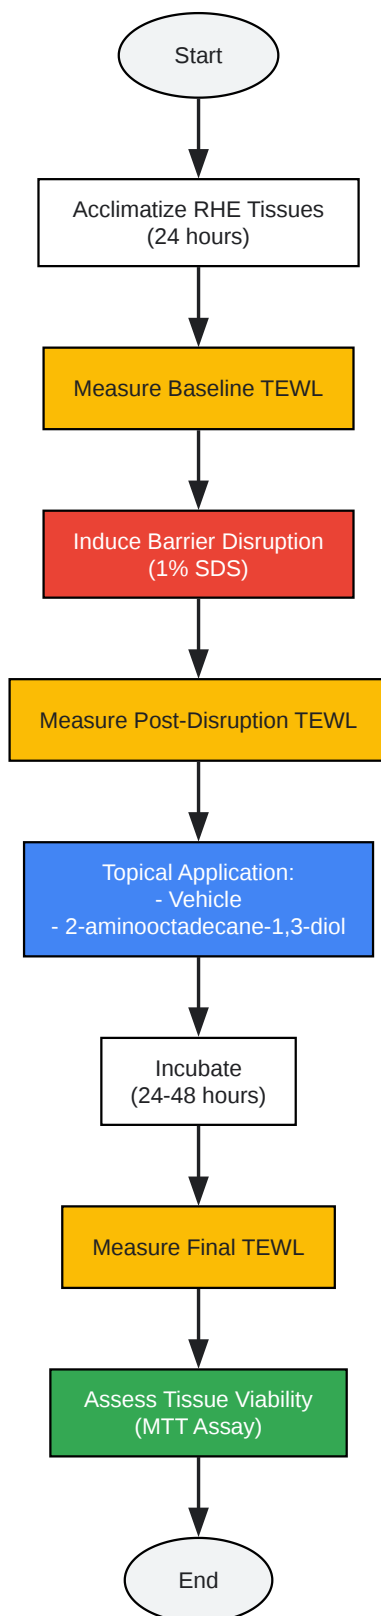 Start
Acclimatize RHE Tissues
(24 hours)
Measure Baseline TEWL
Induce Barrier Disruption
(1% SDS)
Measure Post-Disruption TEWL
Topical Application:
- Vehicle
- 2-aminooctadecane-1,3-diol
Incubate
(24-48 hours)
Measure Final TEWL
Assess Tissue Viability
(MTT Assay)
End